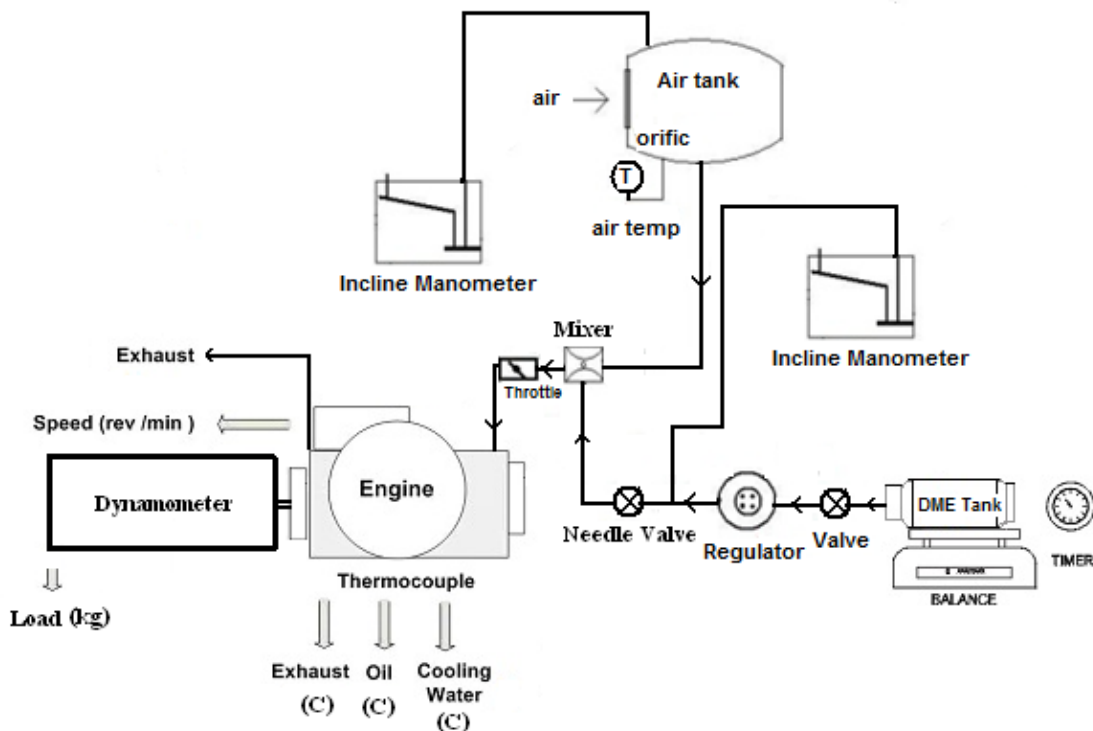 Air tank
air
orific
T
air temp
Incline Manometer
Mixer
Incline Manometer
Exhaust
Throttle
Speed (rev /min )
Dynamometer
Engine
DME Tank
Needle Valve
Regulator
Valve
TIMER
BALANCE
Thermocouple
Load (kg)
Exhaust
(C)
Oil
(C)
Cooling
Water
(C)